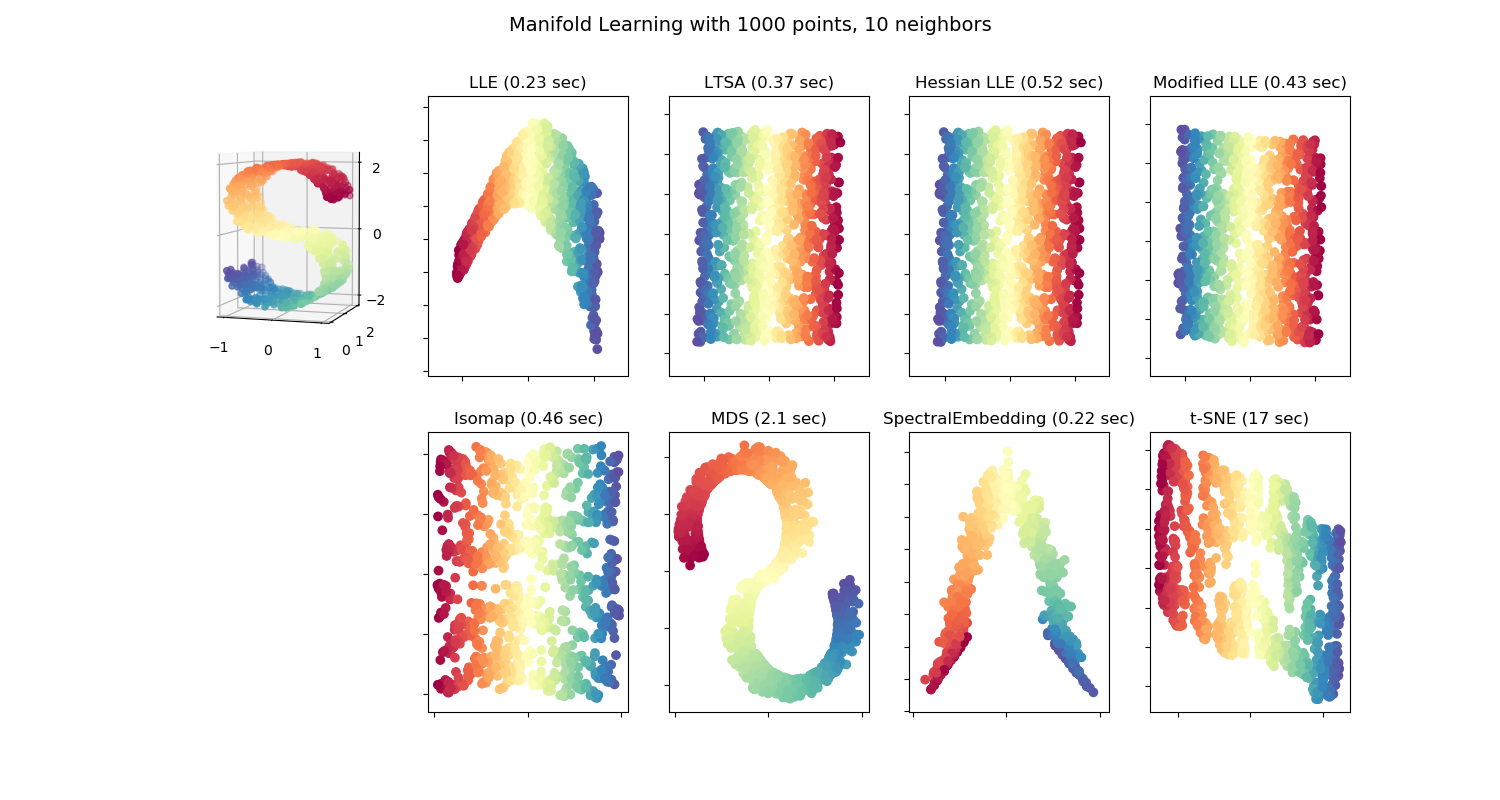 Manifold Learning with 1000 points, 10 neighbors
LLE (0.23 sec)
LTSA (0.37 sec)
Hessian LLE (0.52 sec)
Modified LLE (0.43 sec)
2
0
−2
−1
0
1
0
1
2
Isomap (0.46 sec)
MDS (2.1 sec)
SpectralEmbedding (0.22 sec)
t-SNE (17 sec)